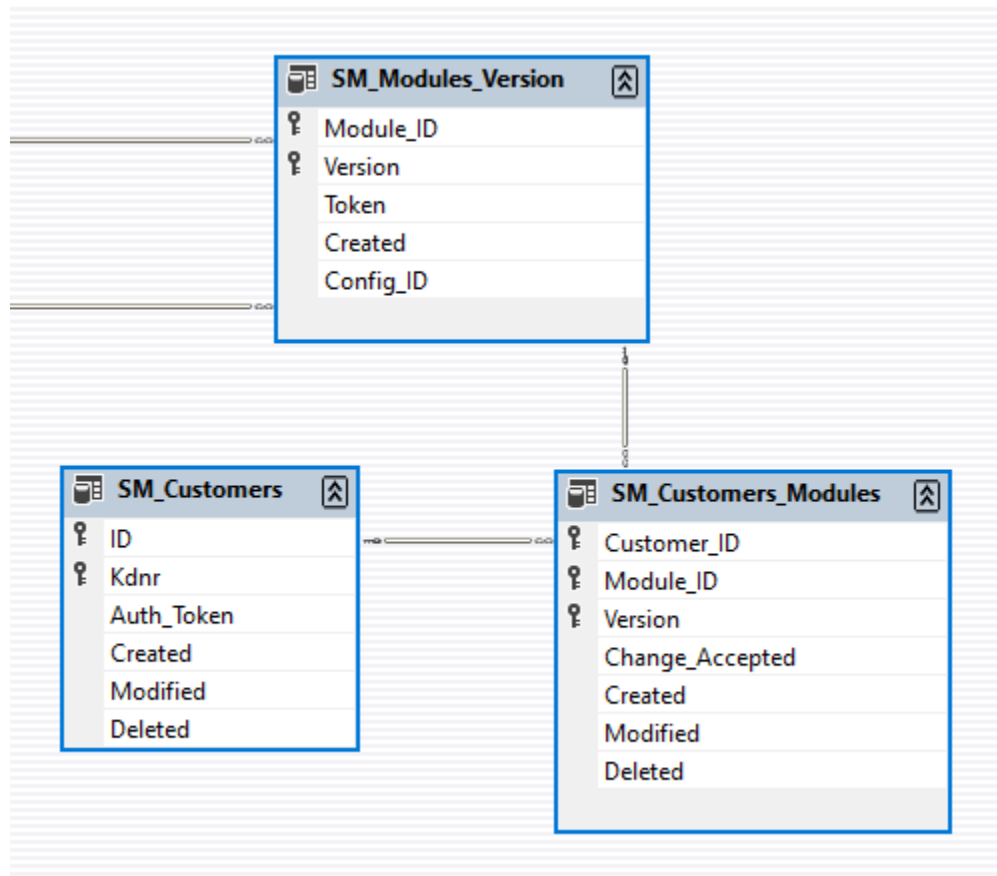 SM_Modules_Version
Module_ID
Version
Token
Created
Config_ID
SM_Customers
ID
Kdnr
Auth_Token
Created
Modified
Deleted
SM_Customers_Modules
Customer_ID
Module_ID
Version
Change_Accepted
Created
Modified
Deleted